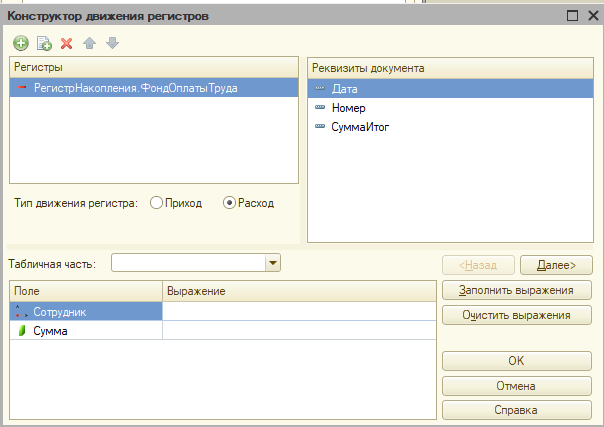 Конструктор движения регистров
Регистры
РегистрНакопления.ФондОплатыТруда
Реквизиты документа
Дата
Номер
СуммаИтог
Тип движения регистра: Приход Расход
Табличная часть:
<Назад Далее>
Поле Выражение
Сотрудник
Сумма
Заполнить выражения
Очистить выражения
OK
Отмена
Справка